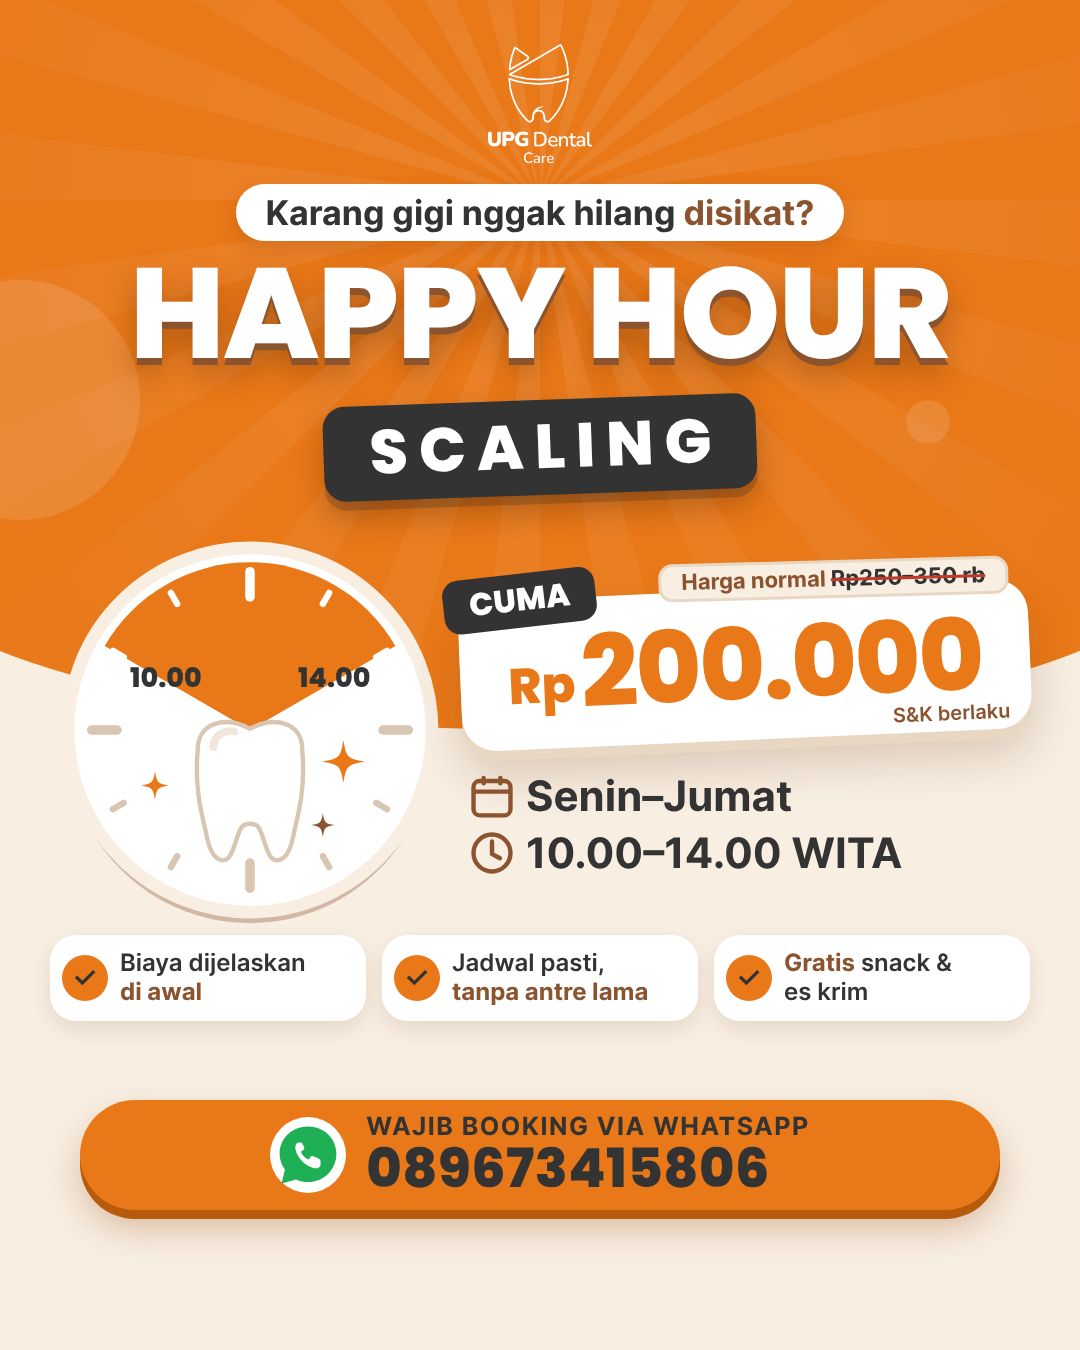 UPG Dental
Care
Karang gigi nggak hilang disikat?
HAPPY HOUR
SCALING
10.00
14.00
CUMA
Harga normal Rp250–350 rb
Rp200.000
S&K berlaku
Senin–Jumat
10.00–14.00 WITA
Biaya dijelaskan
di awal
Jadwal pasti,
tanpa antre lama
Gratis snack &
es krim
WAJIB BOOKING VIA WHATSAPP
089673415806